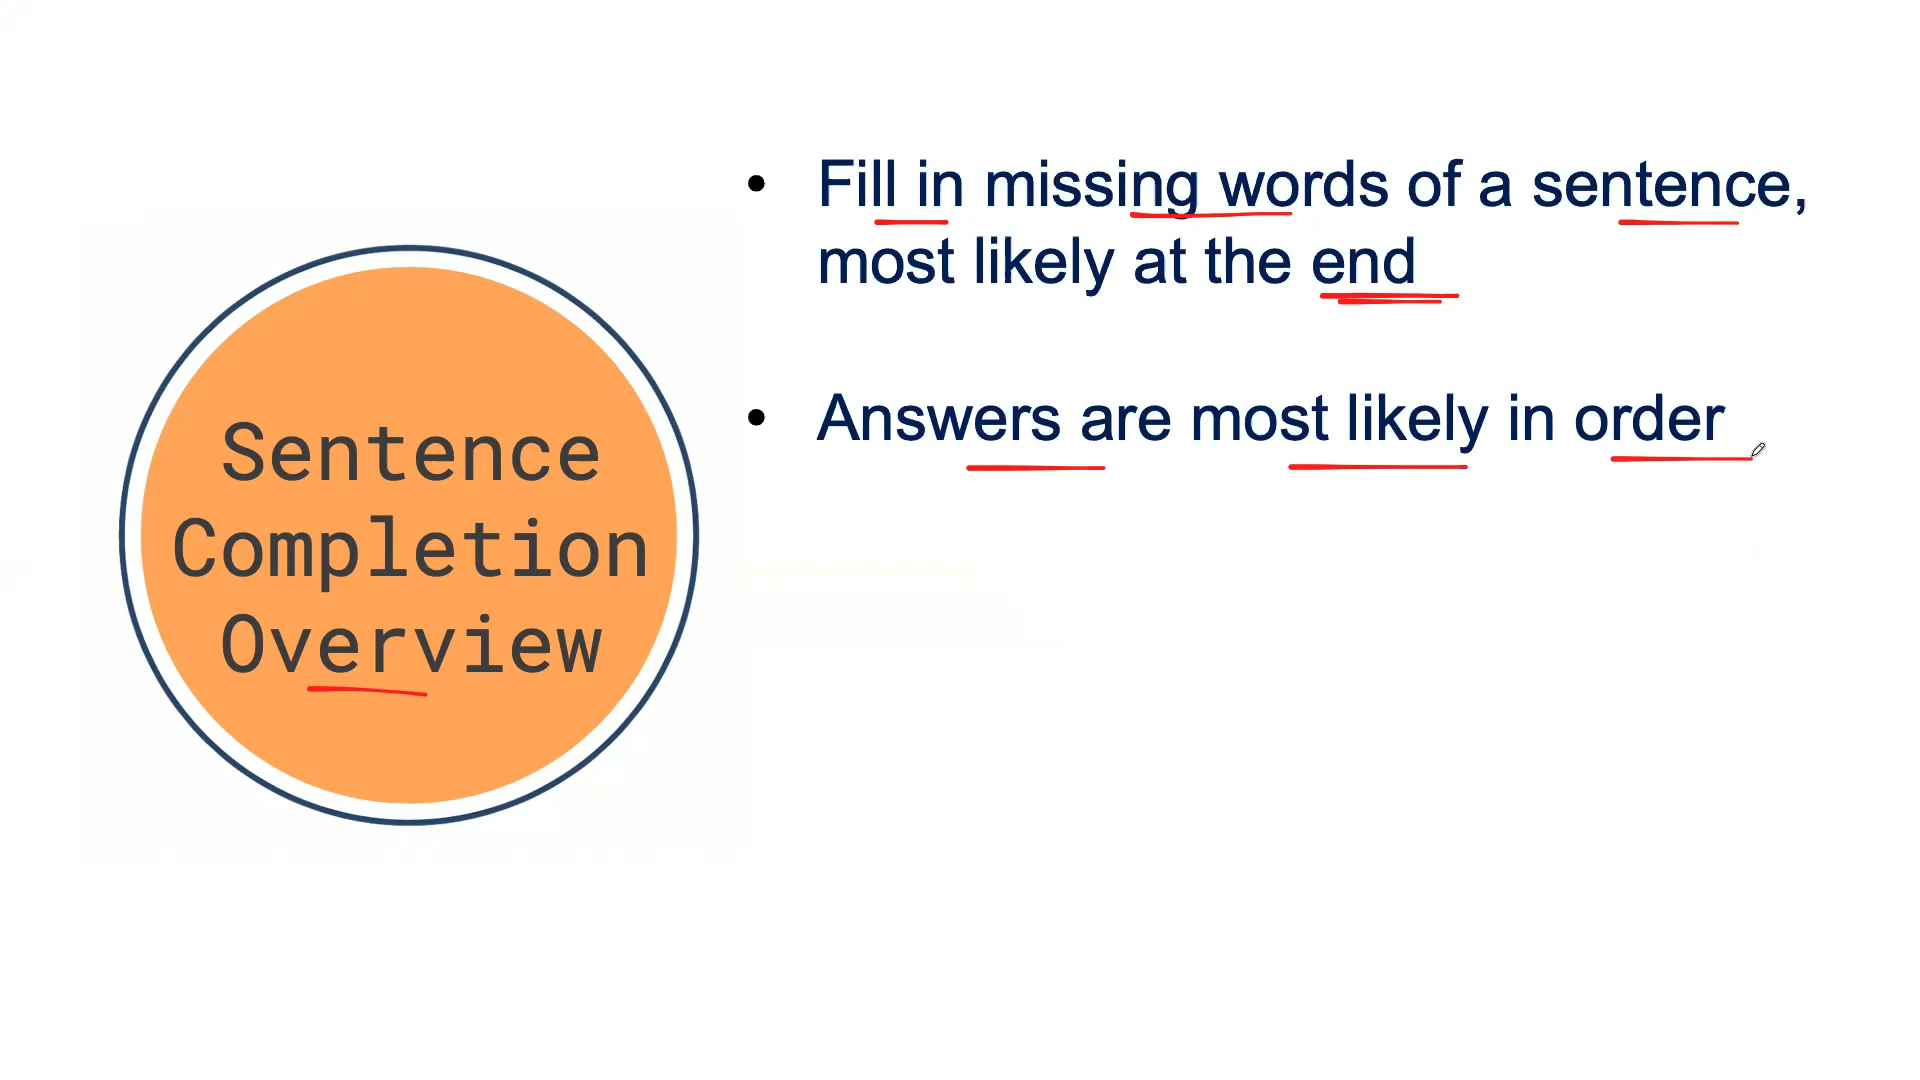 Sentence
Completion
Overview
• Fill in missing words of a sentence,
most likely at the end
• Answers are most likely in order